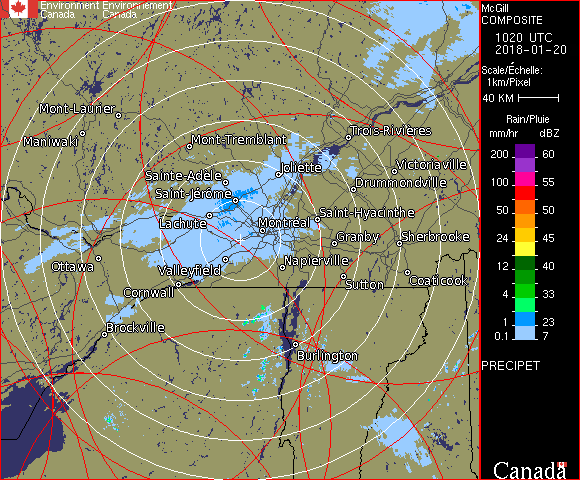 Environment Environnement
Canada Canada
McGill
COMPOSITE
1020 UTC
2018-01-20
Scale/Échelle:
1km/Pixel
40 KM
Rain/Pluie
mm/hr dBZ
200 60
150 57
100 55
50 50
24 45
12 40
4 33
1 23
0.1 7
PRECIPET
Canada
Mont-Laurier
Maniwaki
Mont-Tremblant
Trois-Rivières
Sainte-Adèle
Joliette
Victoriaville
Saint-Jérôme
Drummondville
Lachute
Montréal
Saint-Hyacinthe
Granby
Sherbrooke
Ottawa
Valleyfield
Napierville
Cornwall
Sutton
Coaticook
Brockville
Burlington